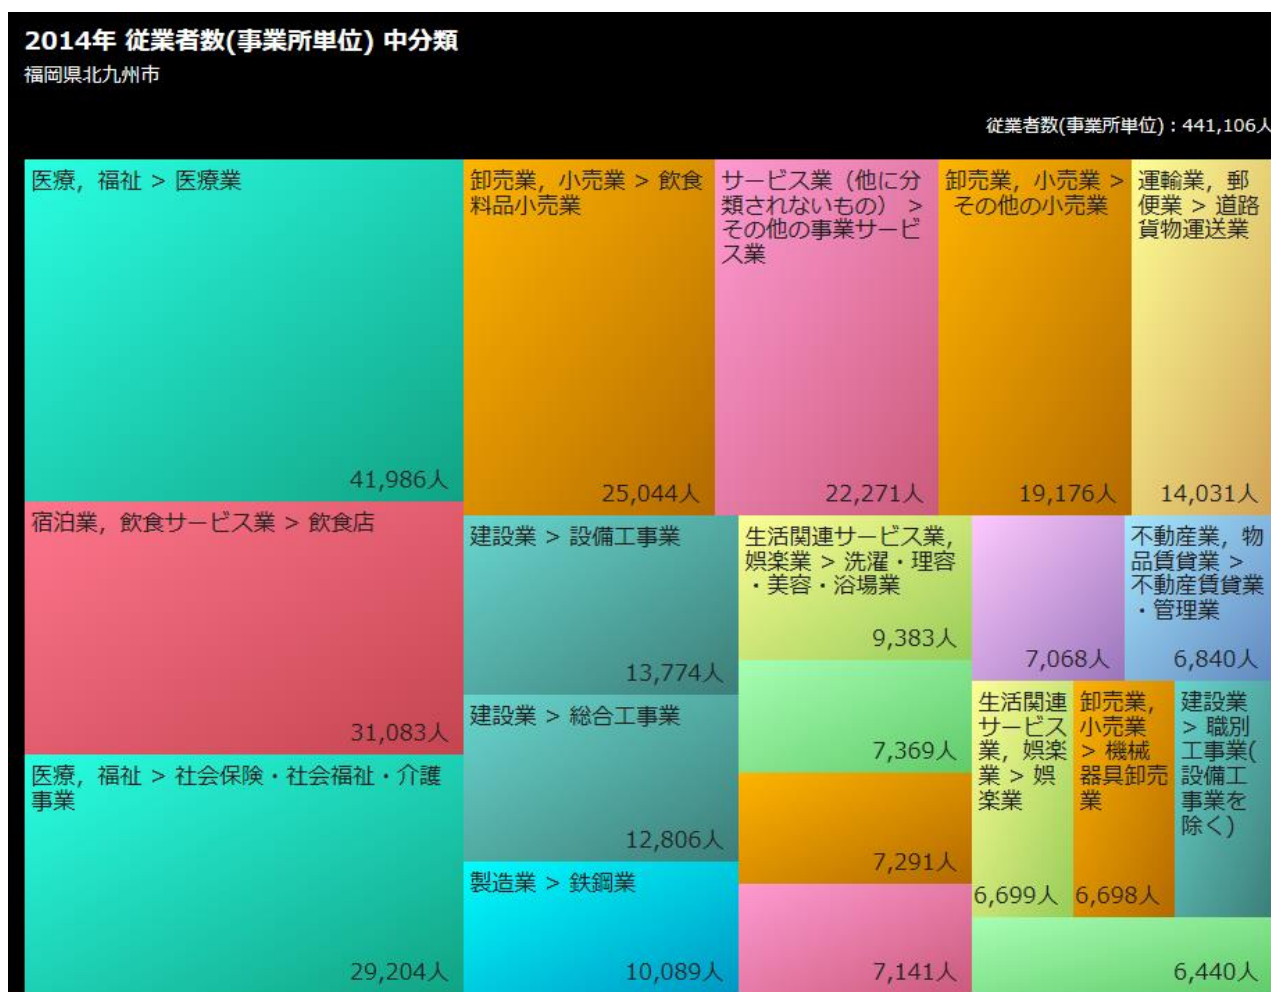 2014年 従業者数(事業所単位) 中分類
福岡県北九州市
従業者数(事業所単位)：441,106人
医療，福祉 > 医療業
41,986人
宿泊業，飲食サービス業 > 飲食店
31,083人
医療，福祉 > 社会保険・社会福祉・介護
事業
29,204人
卸売業，小売業 > 飲食
料品小売業
25,044人
サービス業（他に分
類されないもの） >
その他の事業サービ
ス業
22,271人
卸売業，小売業 >
その他の小売業
19,176人
運輸業，郵
便業 > 道路
貨物運送業
14,031人
建設業 > 設備工事業
13,774人
建設業 > 総合工事業
12,806人
製造業 > 鉄鋼業
10,089人
生活関連サービス業，
娯楽業 > 洗濯・理容
・美容・浴場業
9,383人
7,369人
7,291人
7,141人
7,068人
不動産業，物
品賃貸業 >
不動産賃貸業
・管理業
6,840人
生活関連
サービス
業，娯楽
業 > 娯
楽業
6,699人
卸売業，
小売業
> 機械
器具卸売
業
6,698人
建設業
> 職別
工事業(
設備工
事業を
除く)
6,440人